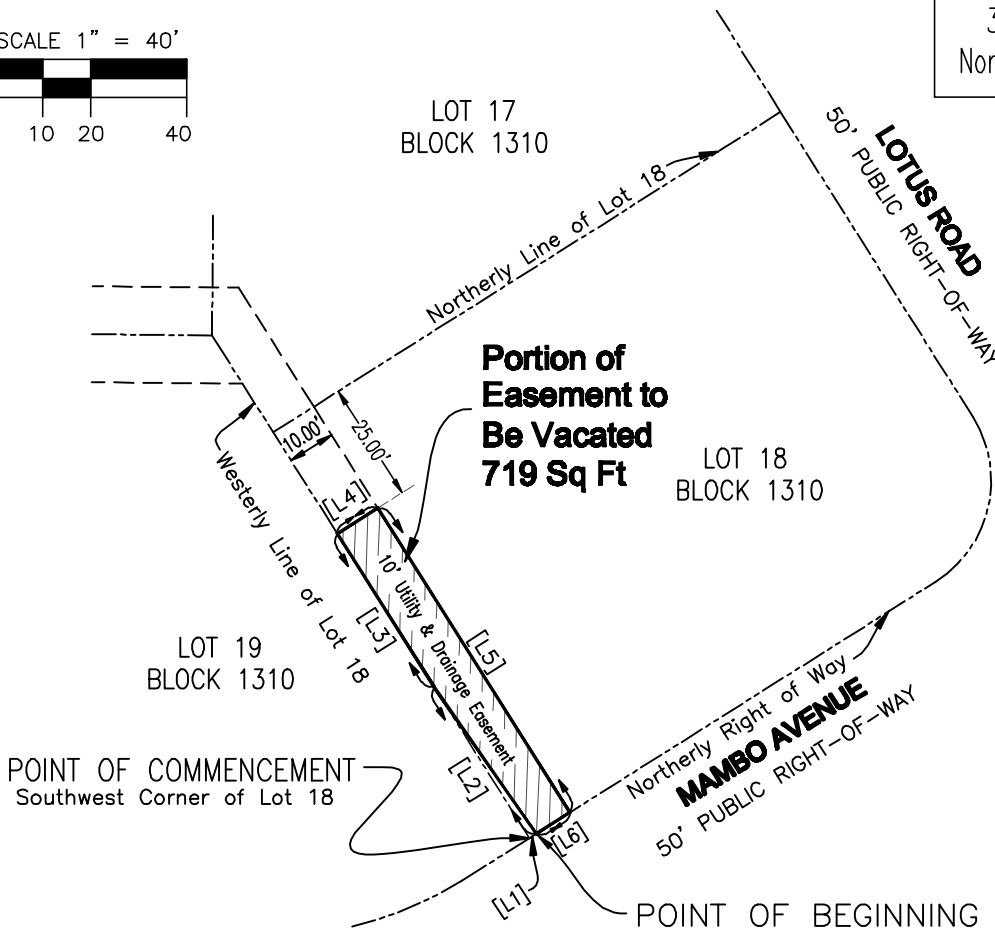 SCALE 1" = 40'
10 20 40
LOT 17
BLOCK 1310
50' PUBLIC RIGHT-OF-WAY
LOTUS ROAD
Northerly Line of Lot 18
Portion of
Easement to
Be Vacated
719 Sq Ft
10.00'
25.00'
LOT 18
BLOCK 1310
[L4]
Westerly Line of Lot 18
10' Utility & Drainage Easement
[L3]
[L5]
LOT 19
BLOCK 1310
[L2]
POINT OF COMMENCEMENT
Southwest Corner of Lot 18
Northerly Right of Way
MAMBO AVENUE
50' PUBLIC RIGHT-OF-WAY
[L6]
[L1]
POINT OF BEGINNING